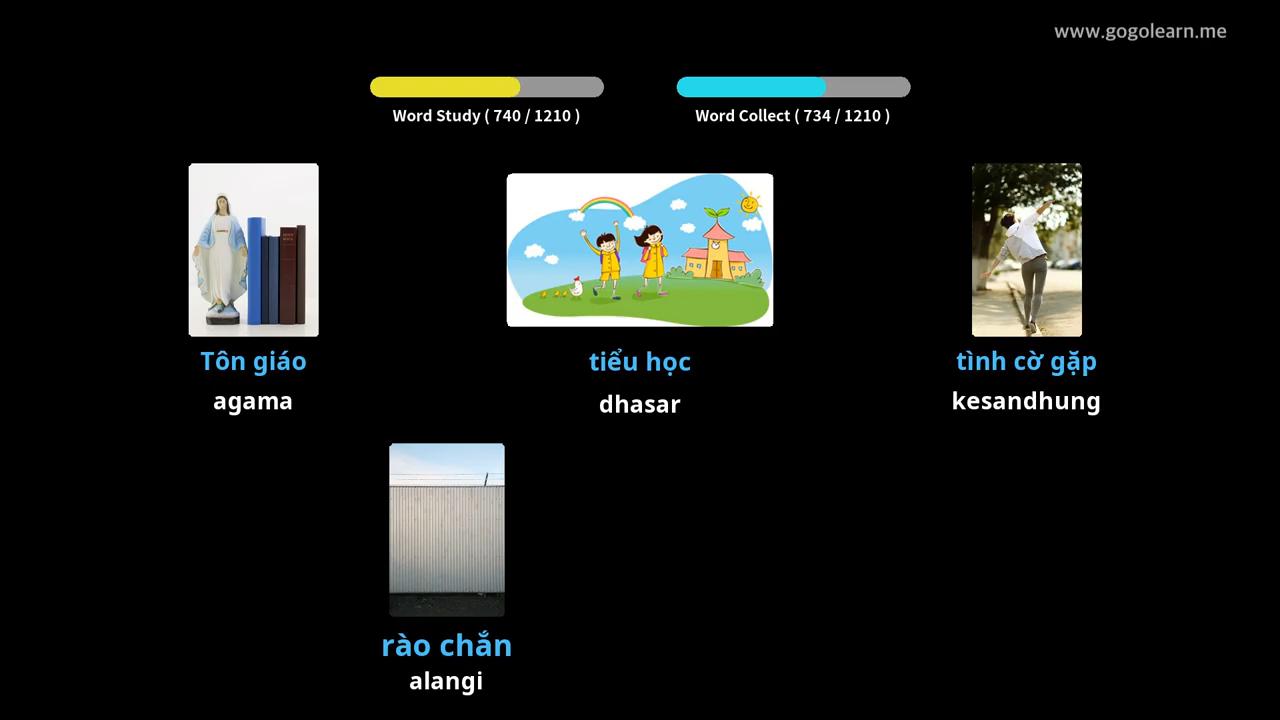 www.gogolearn.me
Word Study ( 740 / 1210 )
Word Collect ( 734 / 1210 )
Tôn giáo
agama
tiểu học
dhasar
tình cờ gặp
kesandhung
rào chắn
alangi